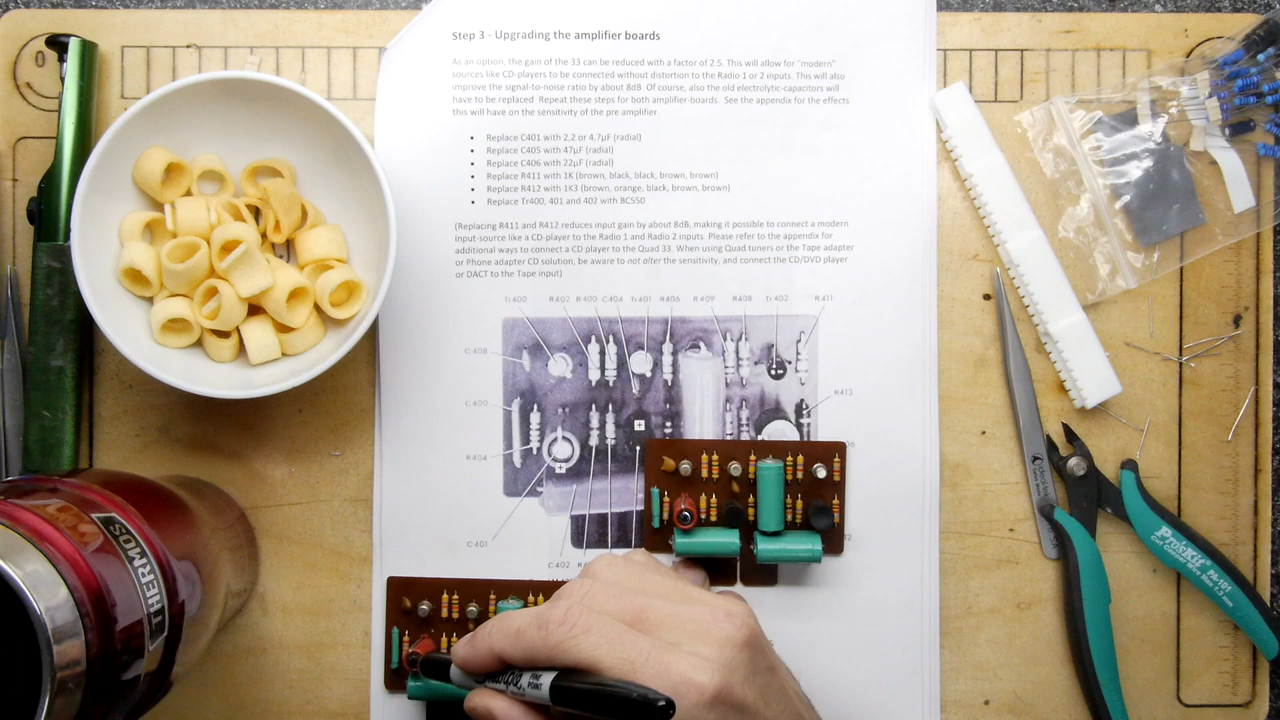 Step 3 - Upgrading the amplifier boards
As an option, the gain of the 33 can be reduced with a factor of 2.5. This will allow for "modern"
sources like CD-players to be connected without distortion to the Radio 1 or 2 inputs. This will also
improve the signal-to-noise ratio by about 8dB. Of course, also the old electrolytic-capacitors will
have to be replaced. Repeat these steps for both amplifier-boards. See the appendix for the effects
this will have on the sensitivity of the pre amplifier.
• Replace C401 with 2.2 or 4,7µF (radial)
• Replace C405 with 47µF (radial)
• Replace C406 with 22µF (radial)
• Replace R411 with 1K (brown, black, black, brown, brown)
• Replace R412 with 1K3 (brown, orange, black, brown, brown)
• Replace Tr400, 401 and 402 with BC550
(Replacing R411 and R412 reduces input gain by about 8dB, making it possible to connect a modern
input-source like a CD-player to the Radio 1 and Radio 2 inputs. Please refer to the appendix for
additional ways to connect a CD player to the Quad 33. When using Quad tuners or the Tape adapter
or Phone adapter CD solution, be aware to not alter the sensitivity, and connect the CD/DVD player
or DACT to the Tape input)
Tr400 R402 R400 C404 Tr401 R406 R409 R408 Tr402 R411
C408
C400
R413
R404
C401
C402
THERMOS
Sharpie FINE
POINT
Pro'sKit
PA-101